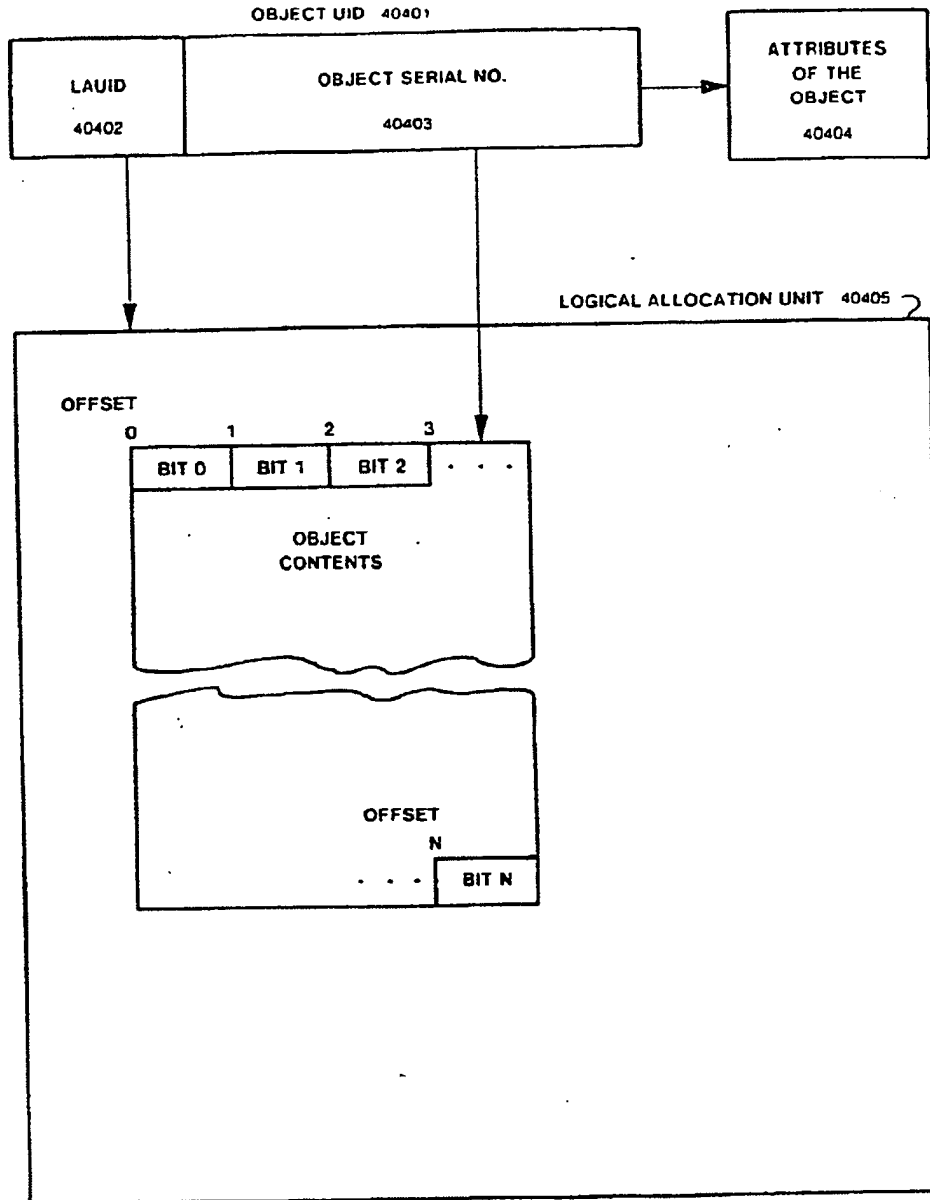 OBJECT UID 40401
LAUID
40402
OBJECT SERIAL NO.
40403
ATTRIBUTES
OF THE
OBJECT
40404
LOGICAL ALLOCATION UNIT 40405
OFFSET
0 1 2 3
BIT 0 BIT 1 BIT 2 . . .
OBJECT
CONTENTS
OFFSET
N
. . . BIT N